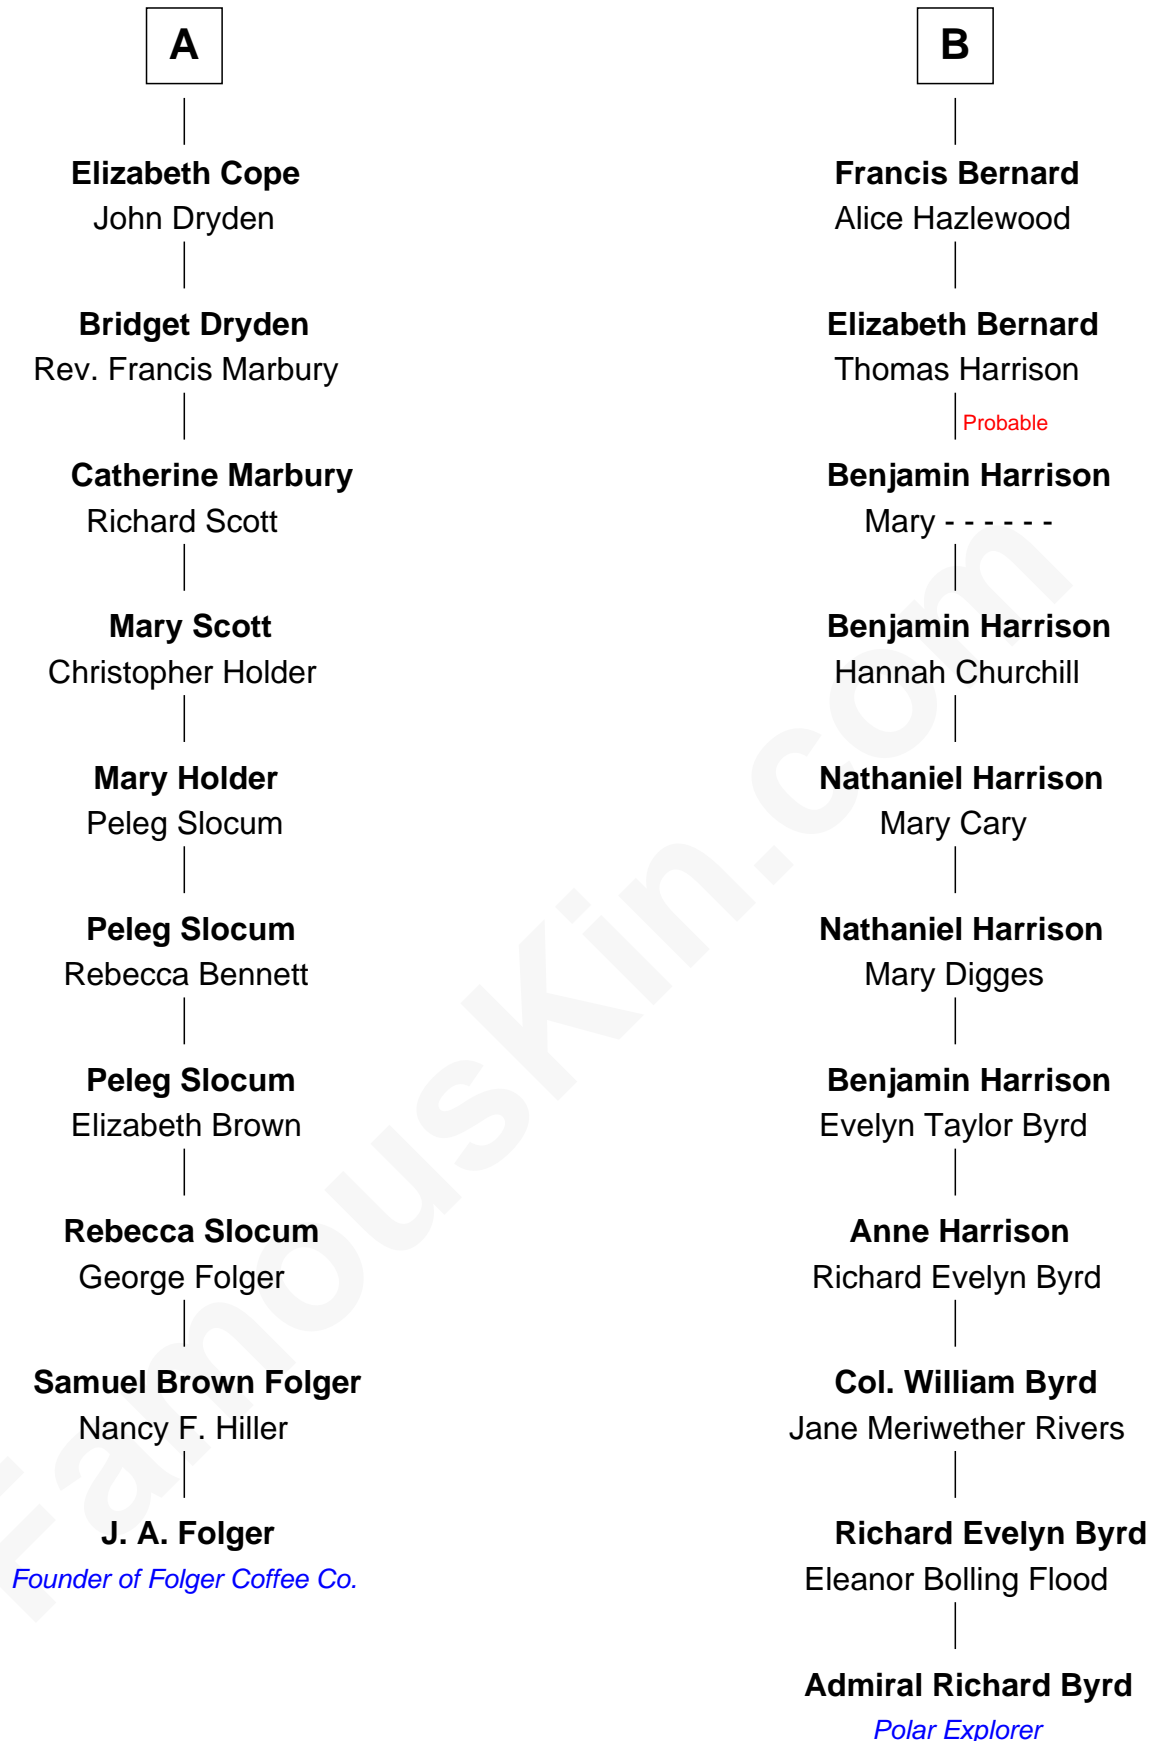 A
Elizabeth Cope
John Dryden
Bridget Dryden
Rev. Francis Marbury
Catherine Marbury
Richard Scott
Mary Scott
Christopher Holder
Mary Holder
Peleg Slocum
Peleg Slocum
Rebecca Bennett
Peleg Slocum
Elizabeth Brown
Rebecca Slocum
George Folger
Samuel Brown Folger
Nancy F. Hiller
J. A. Folger
Founder of Folger Coffee Co.
B
Francis Bernard
Alice Hazlewood
Elizabeth Bernard
Thomas Harrison
Probable
Benjamin Harrison
Mary - - - - - -
Benjamin Harrison
Hannah Churchill
Nathaniel Harrison
Mary Cary
Nathaniel Harrison
Mary Digges
Benjamin Harrison
Evelyn Taylor Byrd
Anne Harrison
Richard Evelyn Byrd
Col. William Byrd
Jane Meriwether Rivers
Richard Evelyn Byrd
Eleanor Bolling Flood
Admiral Richard Byrd
Polar Explorer
FamousKin.com